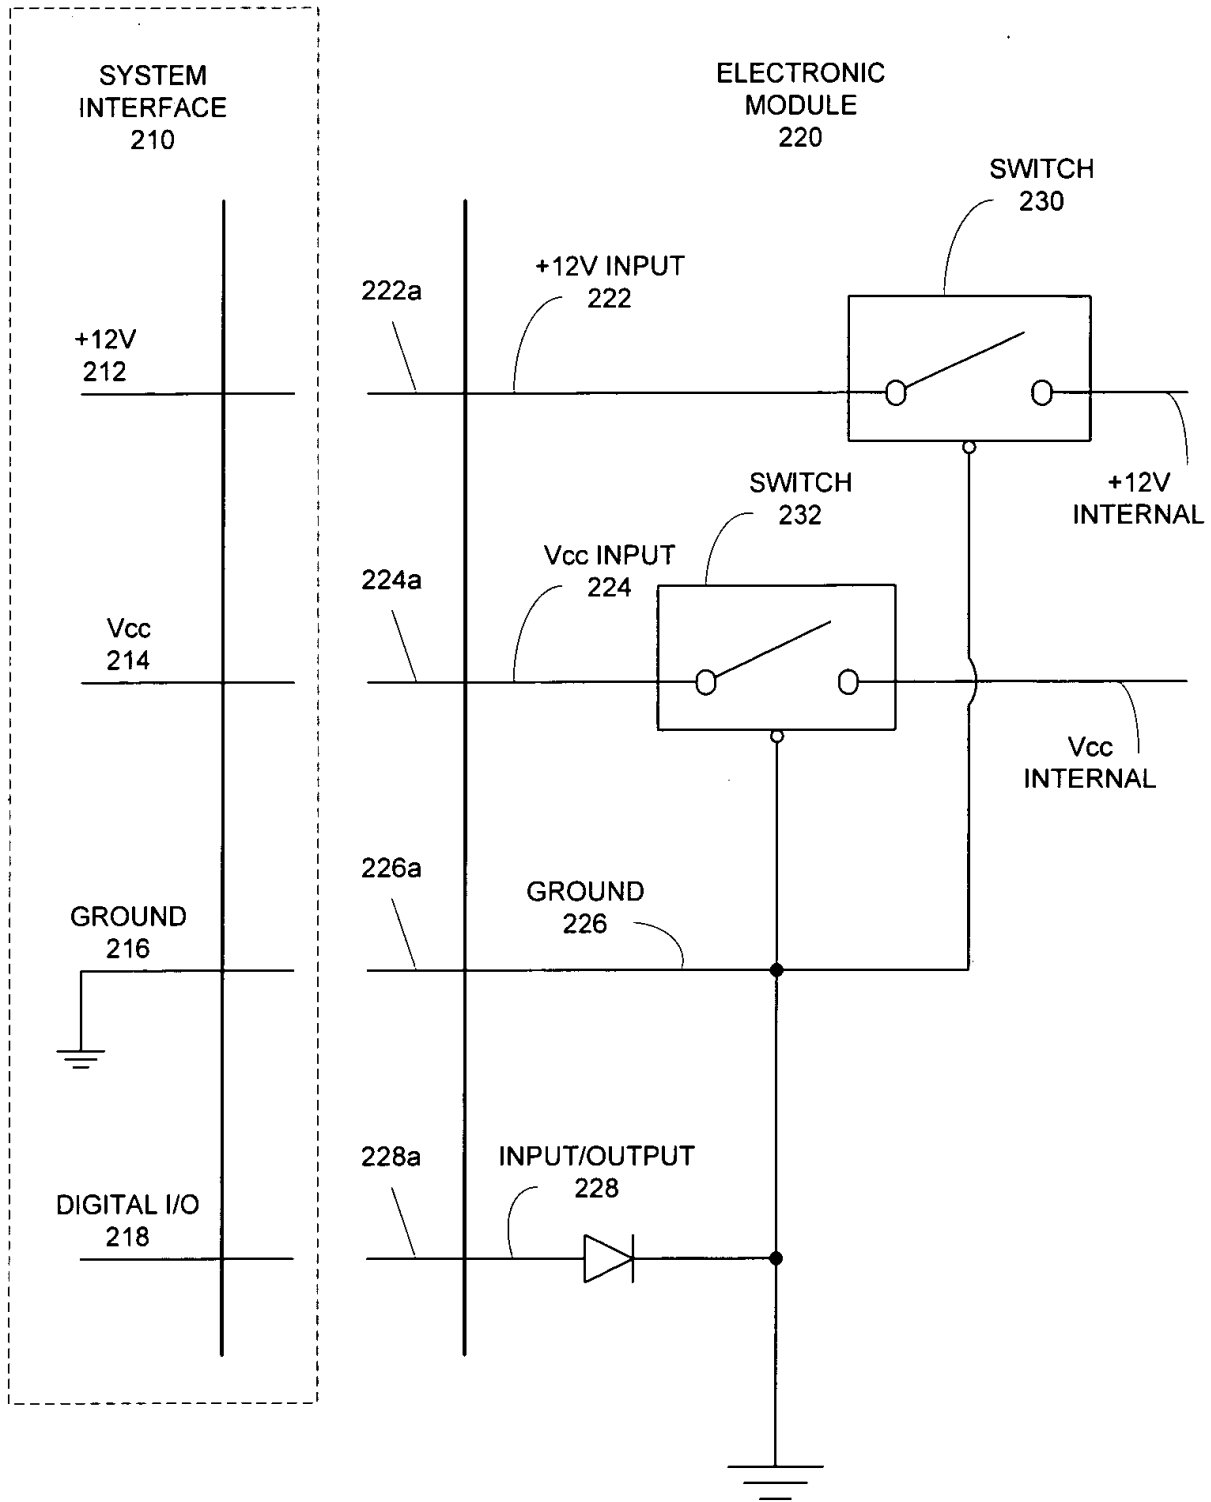 SYSTEM
INTERFACE
210
ELECTRONIC
MODULE
220
SWITCH
230
+12V INPUT
222
222a
+12V
212
+12V
INTERNAL
SWITCH
232
Vcc INPUT
224
224a
Vcc
214
Vcc
INTERNAL
226a
GROUND
226
GROUND
216
228a
INPUT/OUTPUT
228
DIGITAL I/O
218